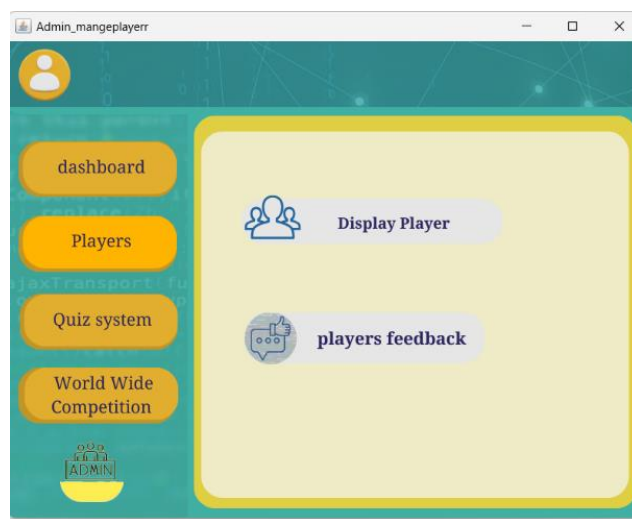 Admin_mangeplayerr
dashboard
Players
Quiz system
World Wide
Competition
ADMIN
Display Player
players feedback